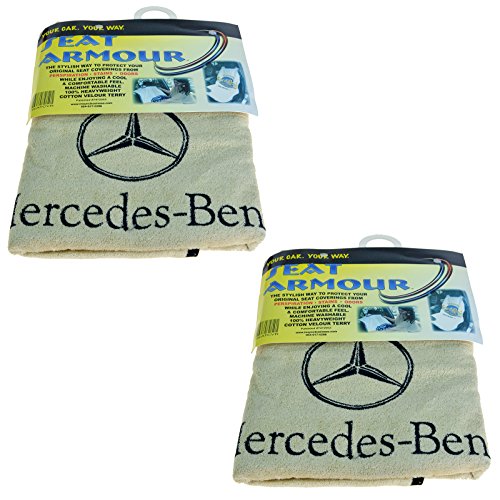 YOUR CAR. YOUR WAY.
SEAT
ARMOUR
THE STYLISH WAY TO PROTECT YOUR
ORIGINAL SEAT COVERINGS FROM
PERSPIRATION • STAINS • ODORS
WHILE ENJOYING A COOL
& COMFORTABLE FEEL.
MACHINE WASHABLE
100% HEAVYWEIGHT
COTTON VELOUR TERRY
Mercedes-Ben
YOUR CAR. YOUR WAY.
SEAT
ARMOUR
THE STYLISH WAY TO PROTECT YOUR
ORIGINAL SEAT COVERINGS FROM
PERSPIRATION • STAINS • ODORS
WHILE ENJOYING A COOL
& COMFORTABLE FEEL.
MACHINE WASHABLE
100% HEAVYWEIGHT
COTTON VELOUR TERRY
Mercedes-Ben